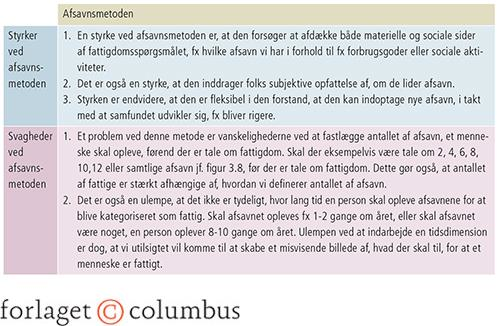 Afsavnsmetoden
Styrker
ved
afsavns-
metoden
1. En styrke ved afsavnsmetoden er, at den forsøger at afdække både materielle og sociale sider
af fattigdomsspørgsmålet, fx hvilke afsavn vi har i forhold til fx forbrugsgoder eller sociale akti-
viteter.
2. Det er også en styrke, at den inddrager folks subjektive opfattelse af, om de lider afsavn.
3. Styrken er endvidere, at den er fleksibel i den forstand, at den kan indoptage nye afsavn, i takt
med at samfundet udvikler sig, fx bliver rigere.
Svagheder
ved
afsavns-
metoden
1. Et problem ved denne metode er vanskelighederne ved at fastlægge antallet af afsavn, et menne-
ske skal opleve, førend der er tale om fattigdom. Skal der eksempelvis være tale om 2, 4, 6, 8,
10,12 eller samtlige afsavn jf. figur 3.8, før der er tale om fattigdom. Dette gør også, at antallet
af fattige er stærkt afhængige af, hvordan vi definerer antallet af afsavn.
2. Det er også en ulempe, at det ikke er tydeligt, hvor lang tid en person skal opleve afsavnene for at
blive kategoriseret som fattig. Skal afsavnet opleves fx 1-2 gange om året, eller skal afsavnet
være noget, en person oplever 8-10 gange om året. Ulempen ved at indarbejde en tidsdimension
er dog, at vi utilsigtet vil komme til at skabe et misvisende billede af, hvad der skal til, for at et
menneske er fattigt.
forlaget © columbus